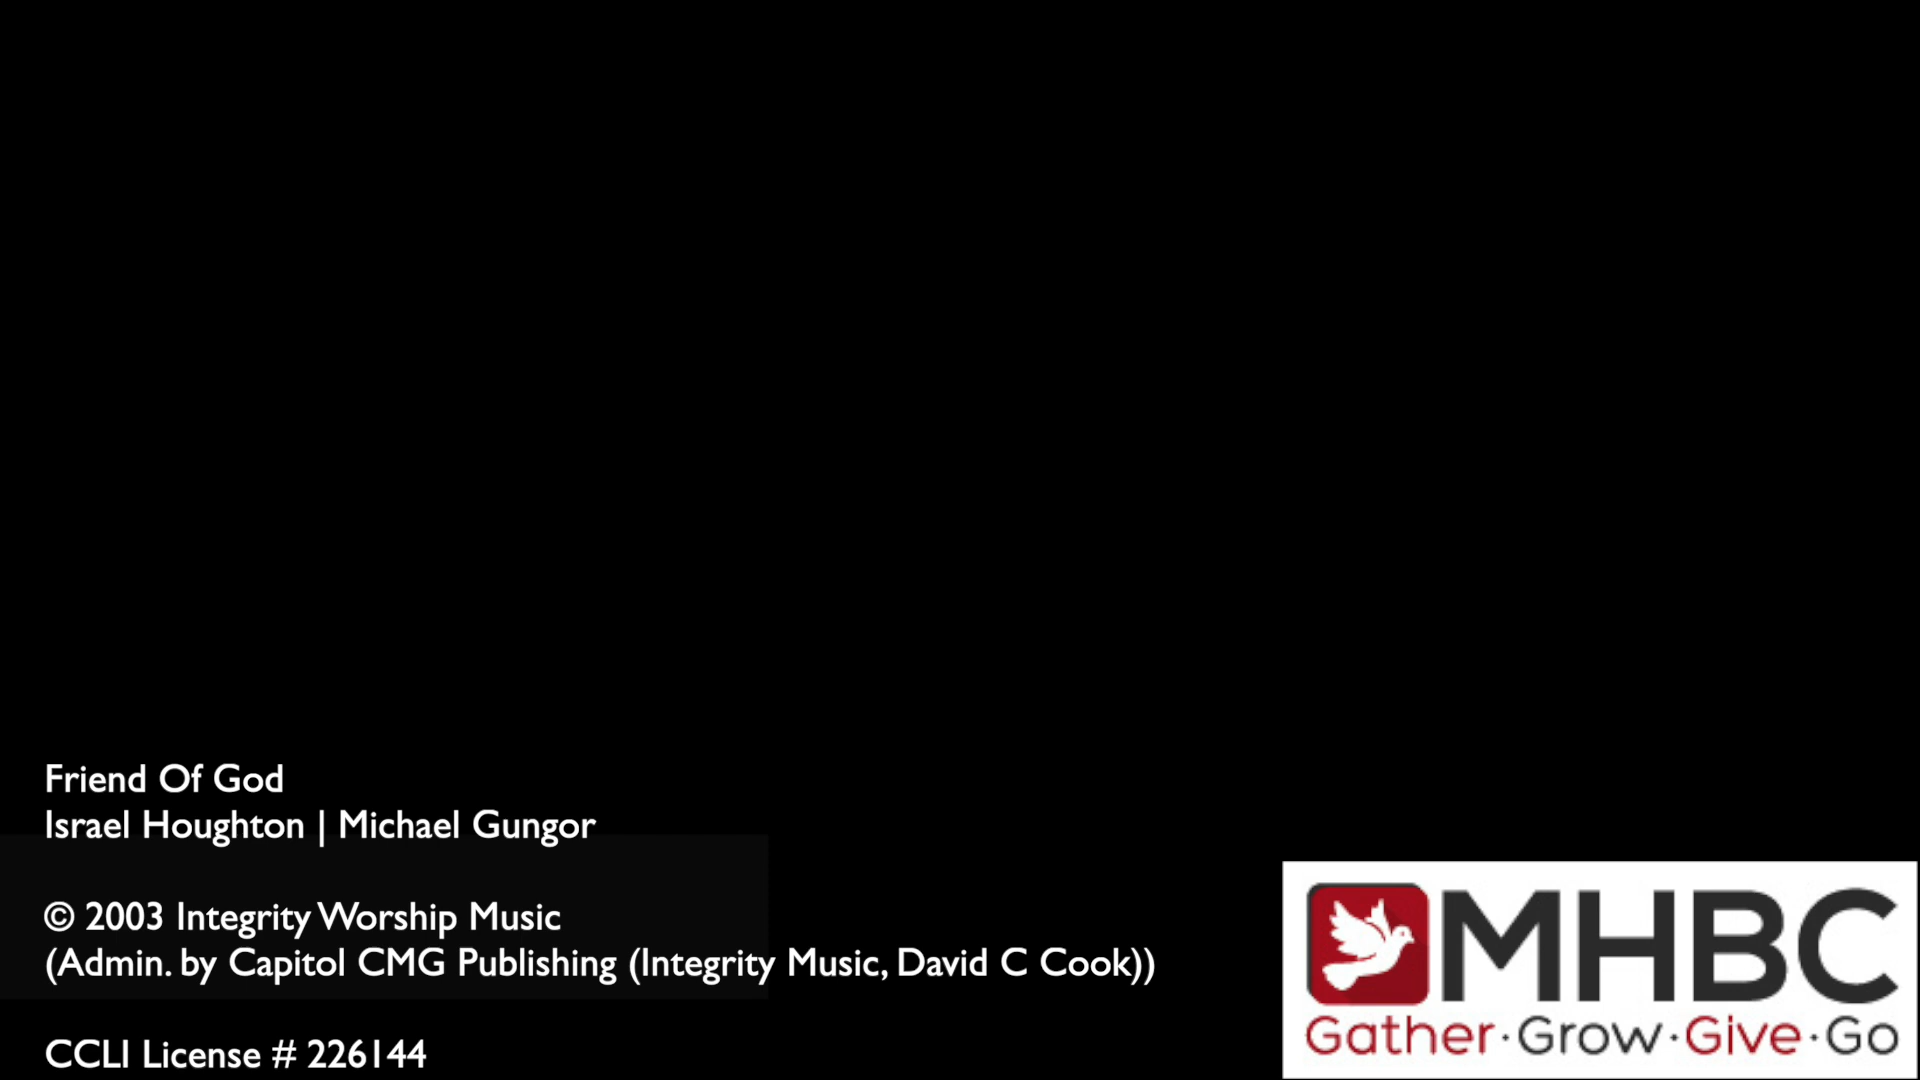 Friend Of God
Israel Houghton | Michael Gungor
© 2003 Integrity Worship Music
(Admin. by Capitol CMG Publishing (Integrity Music, David C Cook))
CCLI License # 226144
MHBC
Gather·Grow·Give·Go